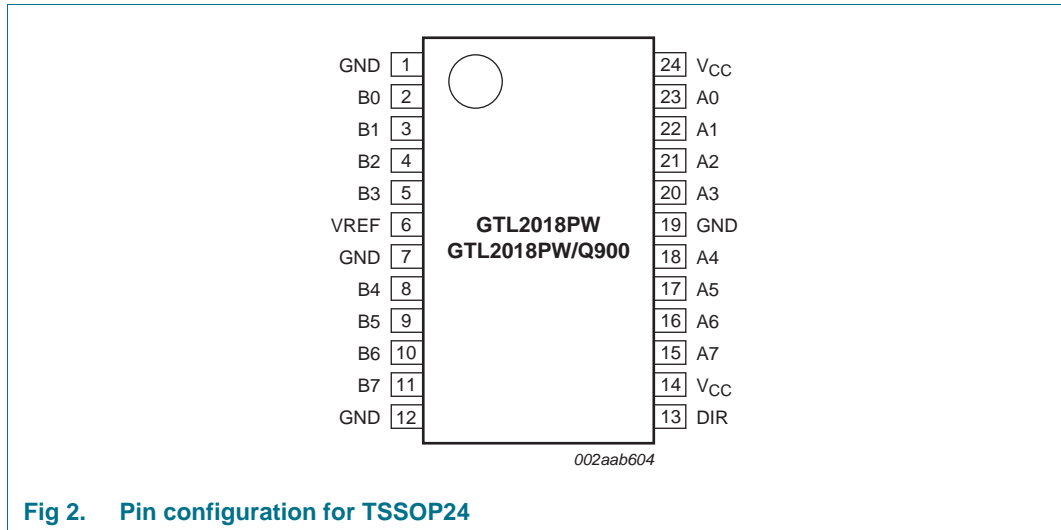 GND 1 24 VCC
B0 2 23 A0
B1 3 22 A1
B2 4 21 A2
B3 5 20 A3
VREF 6 GTL2018PW 19 GND
GND 7 GTL2018PW/Q900 18 A4
B4 8 17 A5
B5 9 16 A6
B6 10 15 A7
B7 11 14 VCC
GND 12 13 DIR
002aab604
Fig 2. Pin configuration for TSSOP24